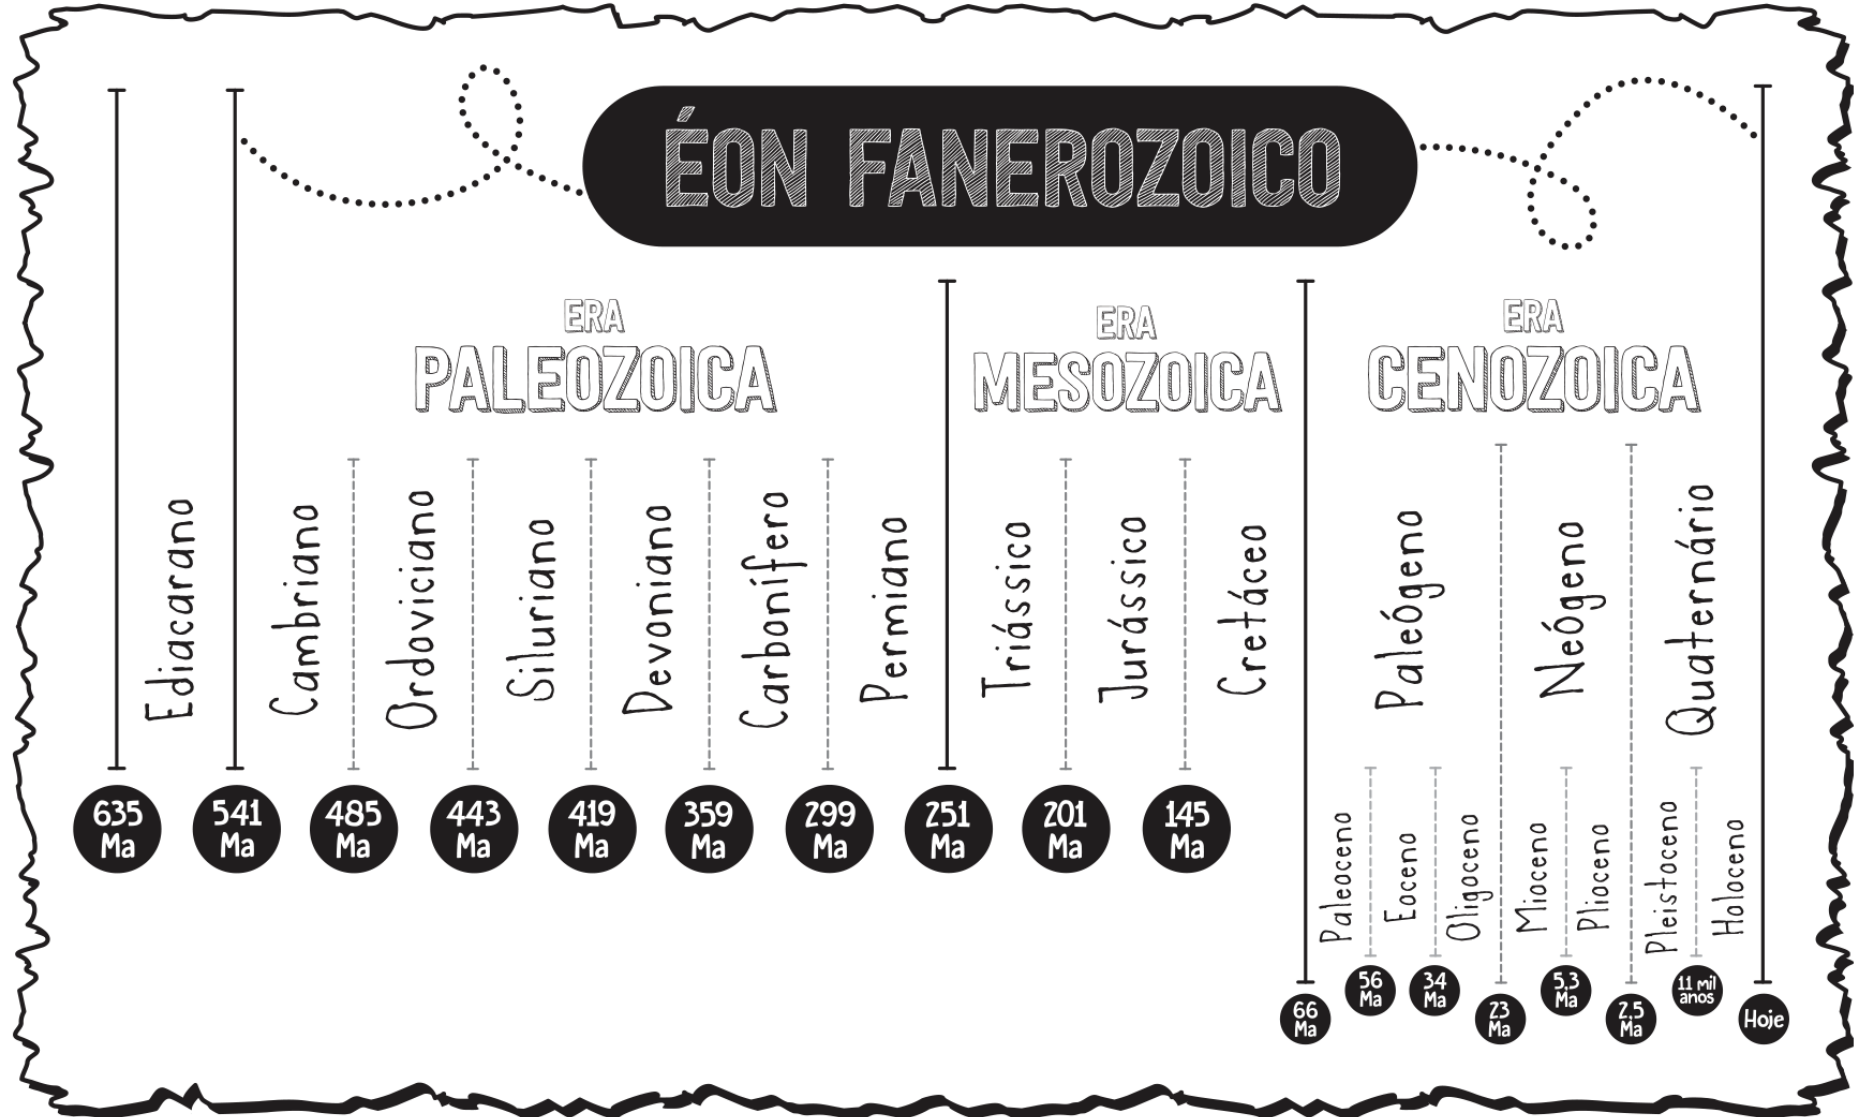 ÉON FANEROZOICO
ERA
PALEOZOICA
ERA
MESOZOICA
ERA
CENOZOICA
Ediacarano
Cambriano
Ordoviciano
Siluriano
Devoniano
Carbonífero
Permiano
Triássico
Jurássico
Cretáceo
Paleógeno
Neógeno
Quaternário
635
Ma
541
Ma
485
Ma
443
Ma
419
Ma
359
Ma
299
Ma
251
Ma
201
Ma
145
Ma
Paleoceno
Eoceno
Oligoceno
Mioceno
Plioceno
Pleistoceno
Holoceno
66
Ma
56
Ma
34
Ma
23
Ma
5.3
Ma
2.5
Ma
11 mil
anos
Hoje